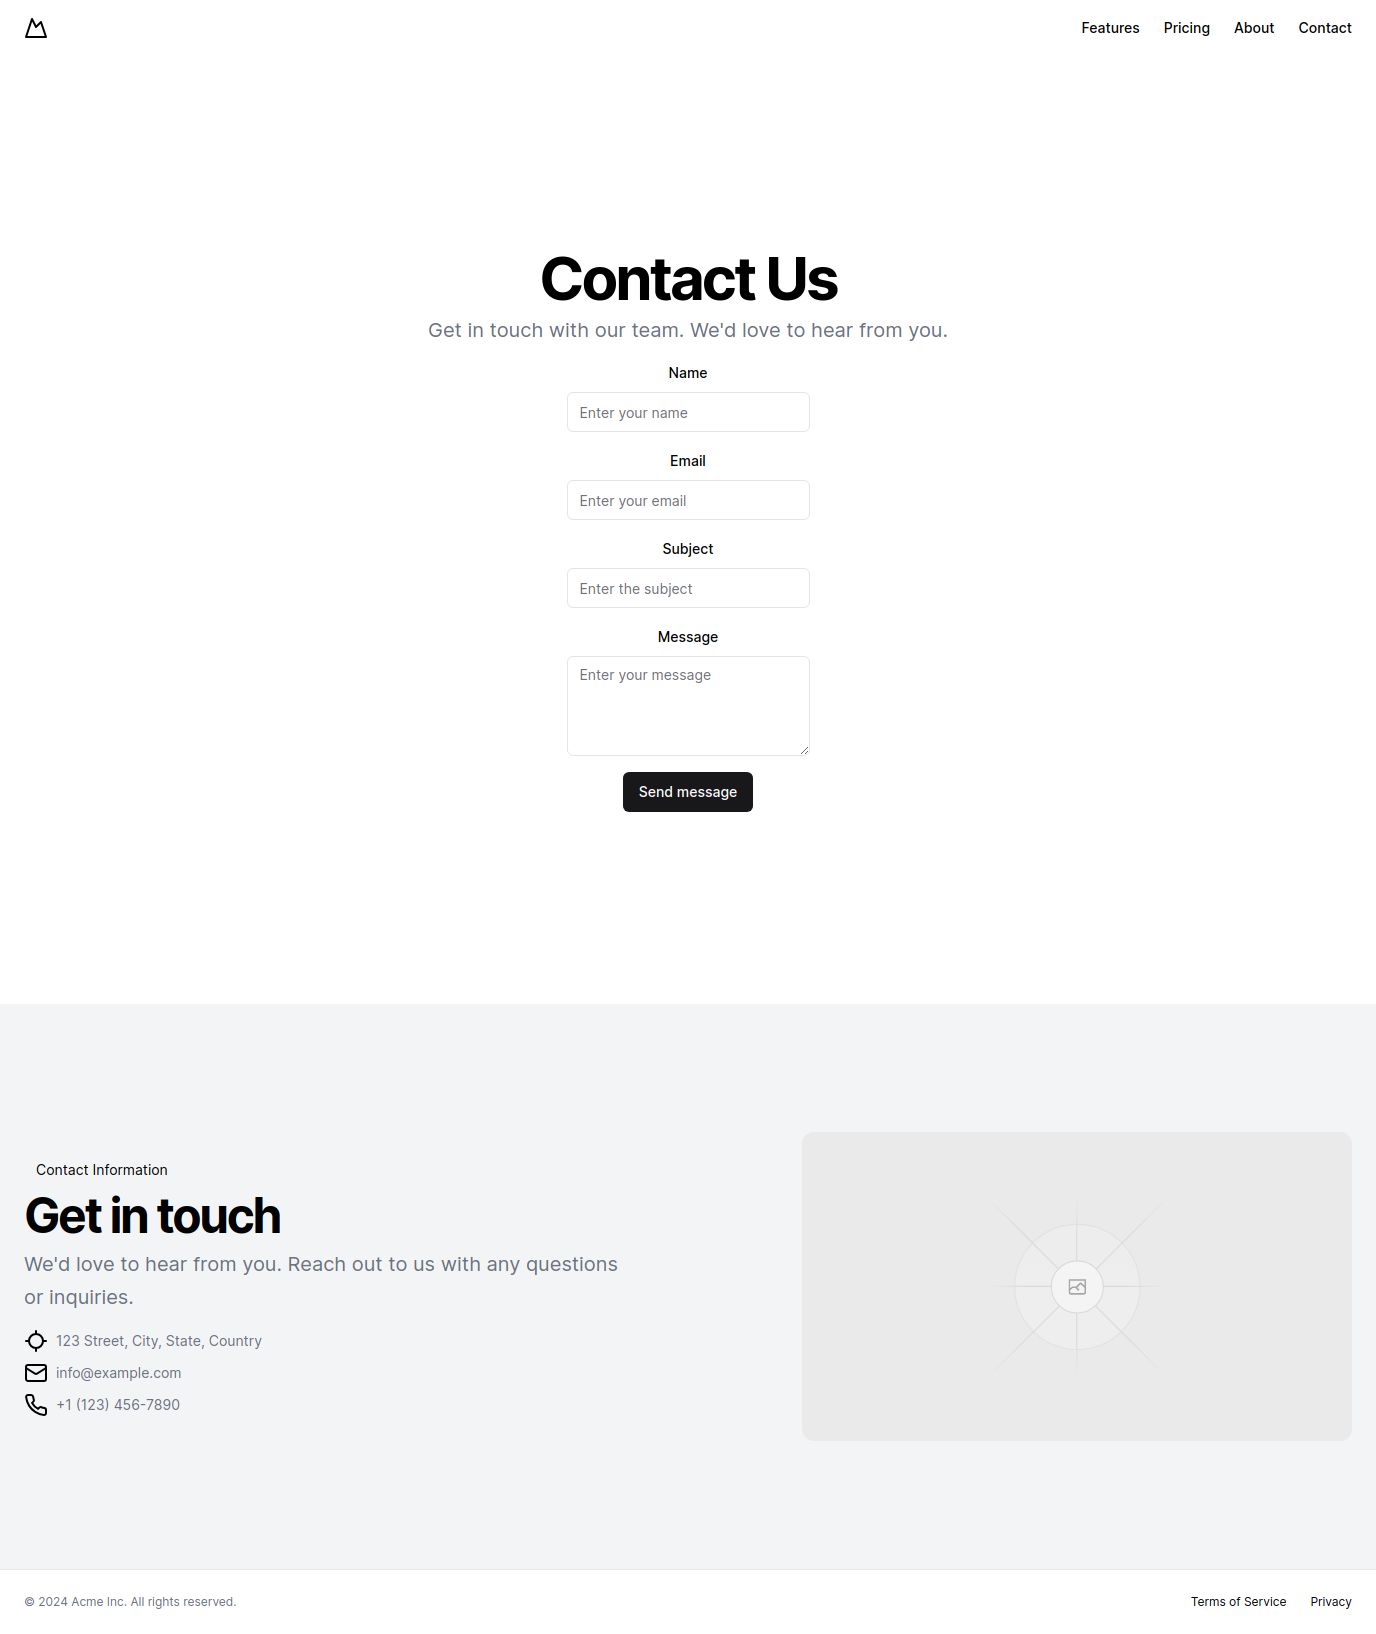 Features Pricing About Contact
Contact Us
Get in touch with our team. We'd love to hear from you.
Name
Enter your name
Email
Enter your email
Subject
Enter the subject
Message
Enter your message
Send message
Contact Information
Get in touch
We'd love to hear from you. Reach out to us with any questions
or inquiries.
123 Street, City, State, Country
info@example.com
+1 (123) 456-7890
© 2024 Acme Inc. All rights reserved.
Terms of Service Privacy